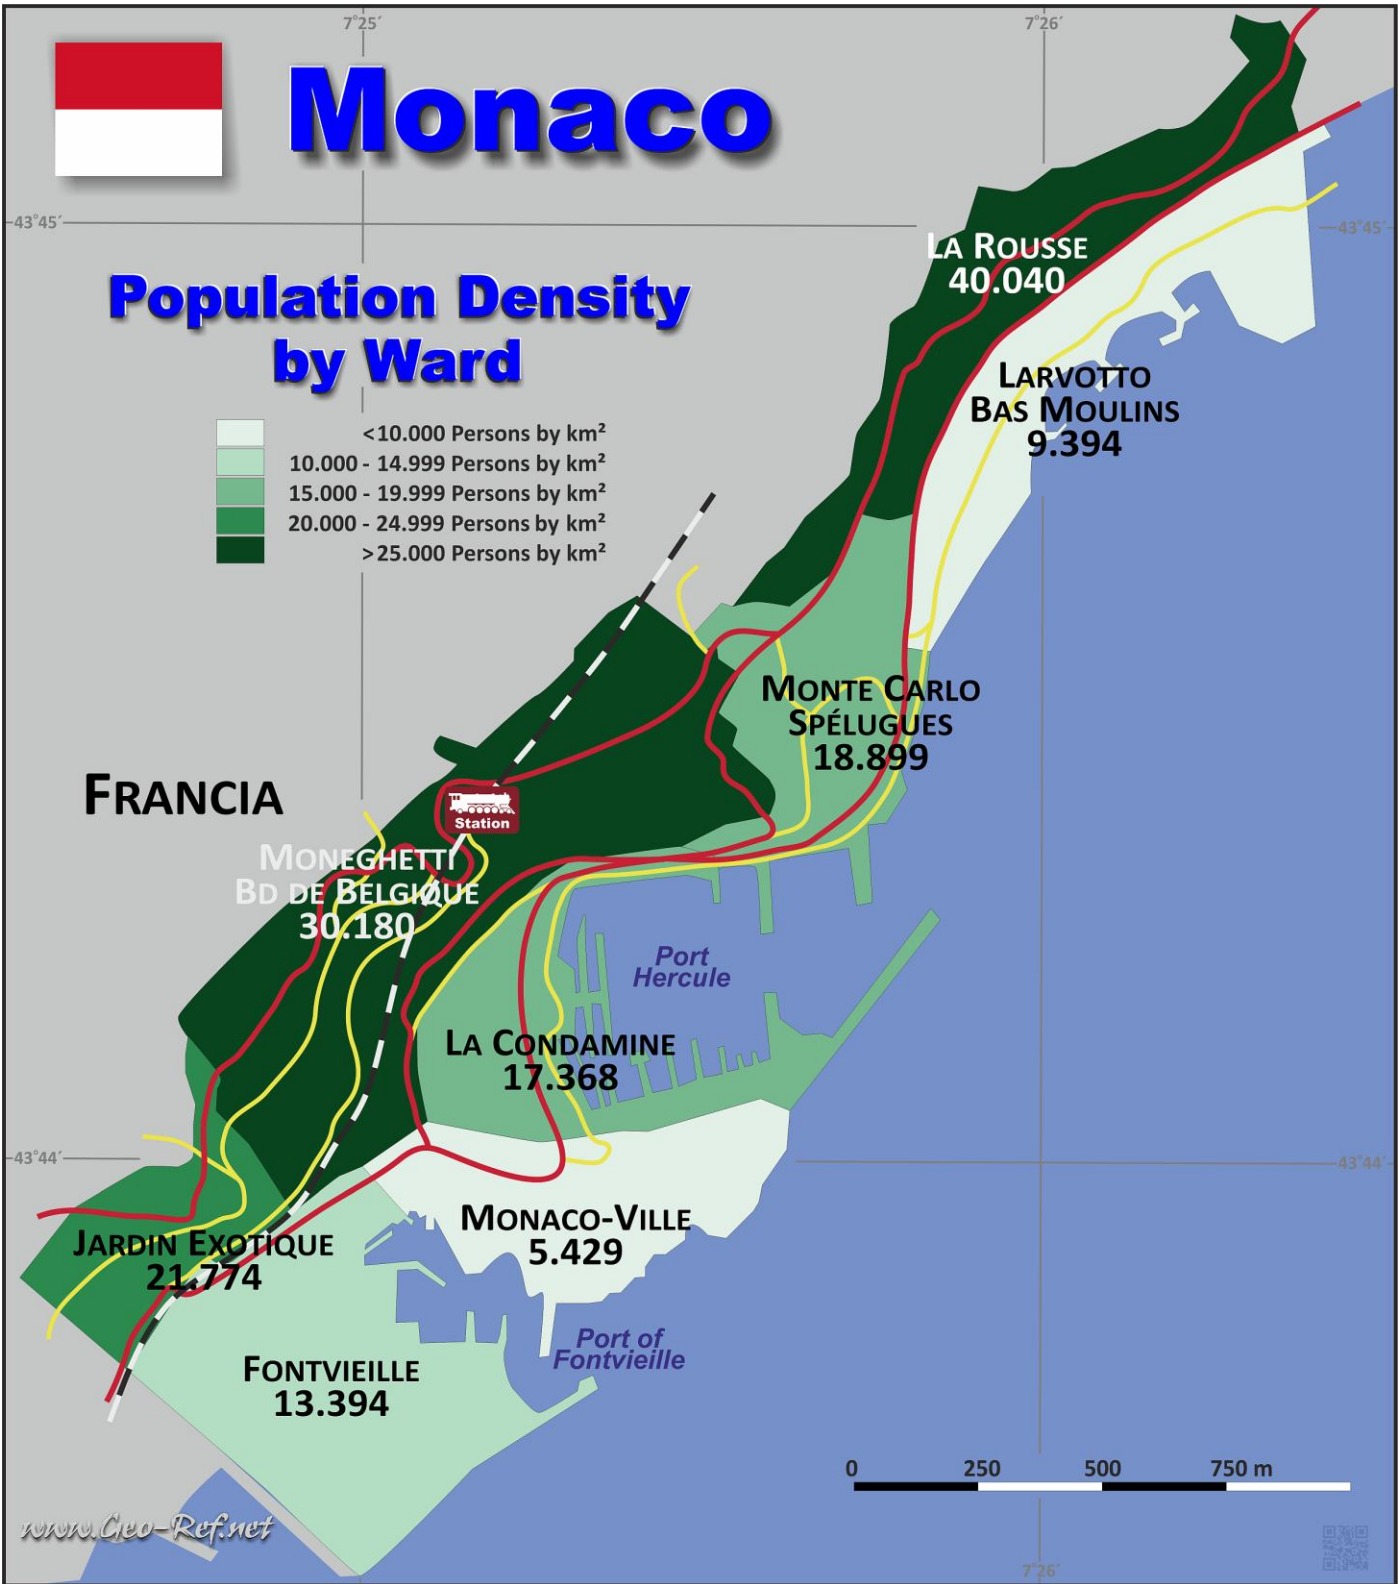 7°25′
7°26′
Monaco
43°45′
43°45′
Population Density
by Ward
<10.000 Persons by km²
10.000 - 14.999 Persons by km²
15.000 - 19.999 Persons by km²
20.000 - 24.999 Persons by km²
>25.000 Persons by km²
LA ROUSSE
40.040
LARVOTTO
BAS MOULINS
9.394
MONTE CARLO
SPÉLUGUES
18.899
FRANCIA
Station
MONEGHETTI
BD DE BELGIQUE
30.180
Port
Hercule
LA CONDAMINE
17.368
43°44′
43°44′
MONACO-VILLE
5.429
JARDIN EXOTIQUE
21.774
Port of
Fontvieille
FONTVIEILLE
13.394
0 250 500 750 m
www.Geo-Ref.net
7°26′